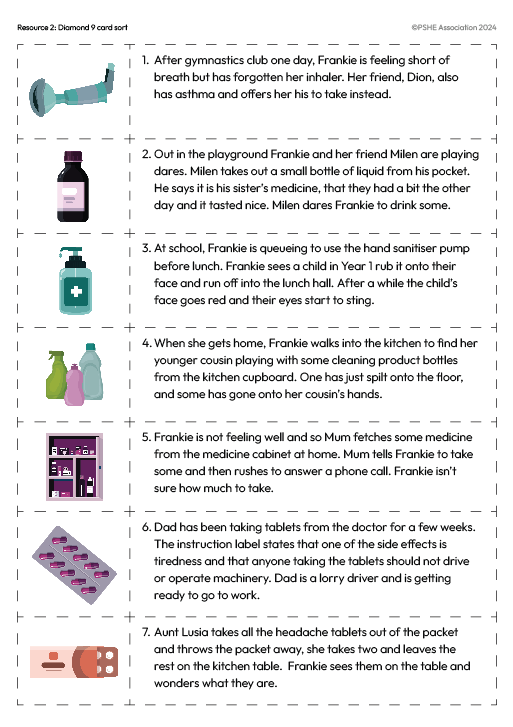 Resource 2: Diamond 9 card sort
©PSHE Association 2024
1. After gymnastics club one day, Frankie is feeling short of
breath but has forgotten her inhaler. Her friend, Dion, also
has asthma and offers her his to take instead.
2. Out in the playground Frankie and her friend Milen are playing
dares. Milen takes out a small bottle of liquid from his pocket.
He says it is his sister's medicine, that they had a bit the other
day and it tasted nice. Milen dares Frankie to drink some.
3. At school, Frankie is queueing to use the hand sanitiser pump
before lunch. Frankie sees a child in Year 1 rub it onto their
face and run off into the lunch hall. After a while the child's
face goes red and their eyes start to sting.
4. When she gets home, Frankie walks into the kitchen to find her
younger cousin playing with some cleaning product bottles
from the kitchen cupboard. One has just spilt onto the floor,
and some has gone onto her cousin's hands.
5. Frankie is not feeling well and so Mum fetches some medicine
from the medicine cabinet at home. Mum tells Frankie to take
some and then rushes to answer a phone call. Frankie isn't
sure how much to take.
6. Dad has been taking tablets from the doctor for a few weeks.
The instruction label states that one of the side effects is
tiredness and that anyone taking the tablets should not drive
or operate machinery. Dad is a lorry driver and is getting
ready to go to work.
7. Aunt Lusia takes all the headache tablets out of the packet
and throws the packet away, she takes two and leaves the
rest on the kitchen table.  Frankie sees them on the table and
wonders what they are.